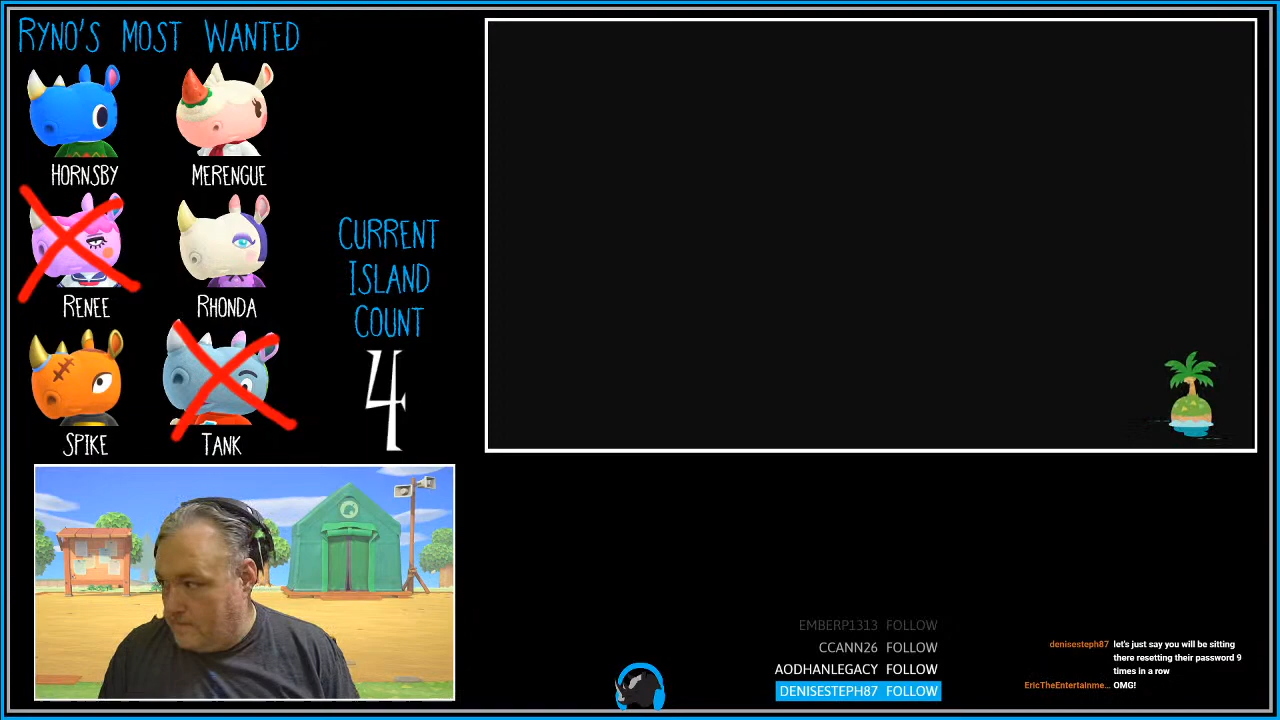 RYNO'S MOST WANTED
HORNSBY
MERENGUE
RENEE
RHONDA
SPIKE
TANK
CURRENT
ISLAND
COUNT
4
EMBERP1313 FOLLOW
CCANN26 FOLLOW
AODHANLEGACY FOLLOW
DENISESTEPH87 FOLLOW
denisesteph87 let's just say you will be sitting
there resetting their password 9
times in a row
EricTheEntertainme... OMG!